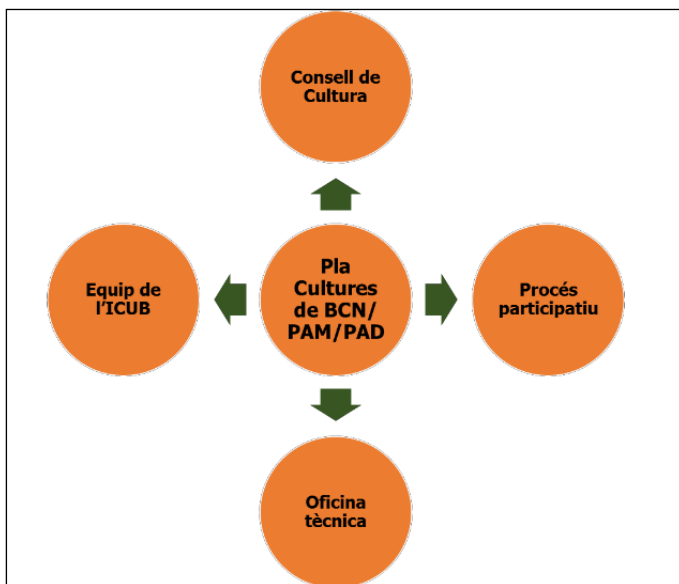 Consell de
Cultura
Equip de
l'ICUB
Pla
Cultures
de BCN/
PAM/PAD
Procés
participatiu
Oficina
tècnica